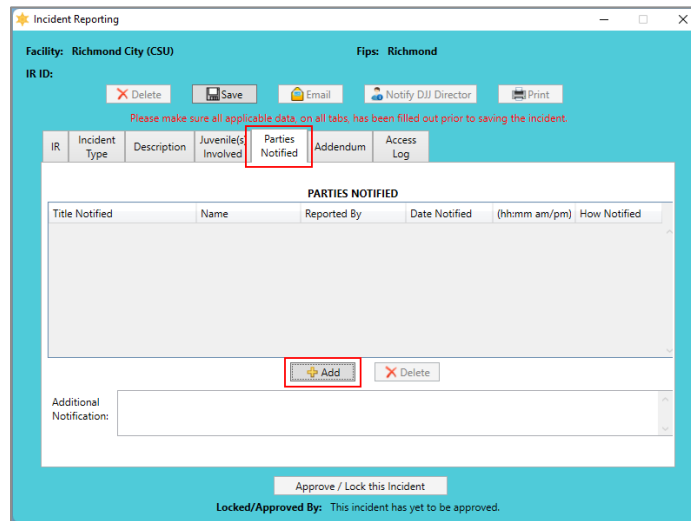 Incident Reporting
Facility: Richmond City (CSU) Fips: Richmond
IR ID:
Delete Save Email Notify DJJ Director Print
Please make sure all applicable data, on all tabs, has been filled out prior to saving the incident.
IR Incident Type Description Juvenile(s) Involved Parties Notified Addendum Access Log
PARTIES NOTIFIED
Title Notified Name Reported By Date Notified (hh:mm am/pm) How Notified
Add Delete
Additional
Notification:
Approve / Lock this Incident
Locked/Approved By: This incident has yet to be approved.